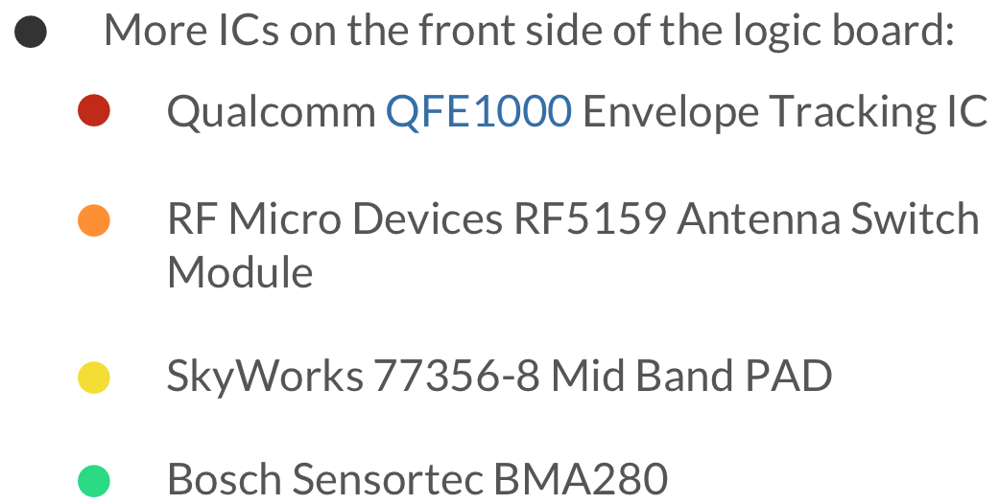 More ICs on the front side of the logic board:
Qualcomm QFE1000 Envelope Tracking IC
RF Micro Devices RF5159 Antenna Switch
Module
SkyWorks 77356-8 Mid Band PAD
Bosch Sensortec BMA280